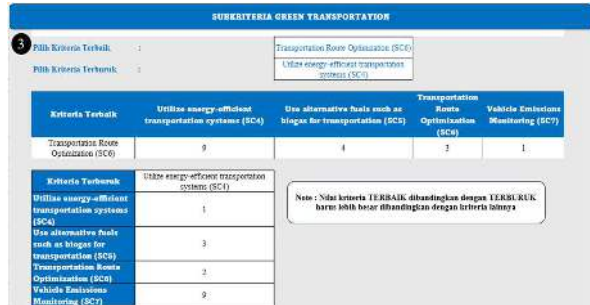 SUBKRITERIA GREEN TRANSPORTATION
3
Pilih Kriteria Terbaik : Transportation Route Optimization (SC6)
Pilih Kriteria Terburuk : Utilize energy-efficient transportation
systems (SC4)
Kriteria Terbaik
Utilize energy-efficient
transportation systems (SC4)
Use alternative fuels such as
biogas for transportation (SC5)
Transportation
Route
Optimization
(SC6)
Vehicle Emissions
Monitoring (SC7)
Transportation Route
Optimization (SC6)
9 4 3 1
Kriteria Terburuk
Utilize energy-efficient transportation
systems (SC4)
Utilize energy-efficient
transportation systems
(SC4)
1
Use alternative fuels
such as biogas for
transportation (SC5)
3
Transportation Route
Optimization (SC6)
2
Vehicle Emissions
Monitoring (SC7)
9
Note : Nilai kriteria TERBAIK dibandingkan dengan TERBURUK
harus lebih besar dibandingkan dengan kriteria lainnya